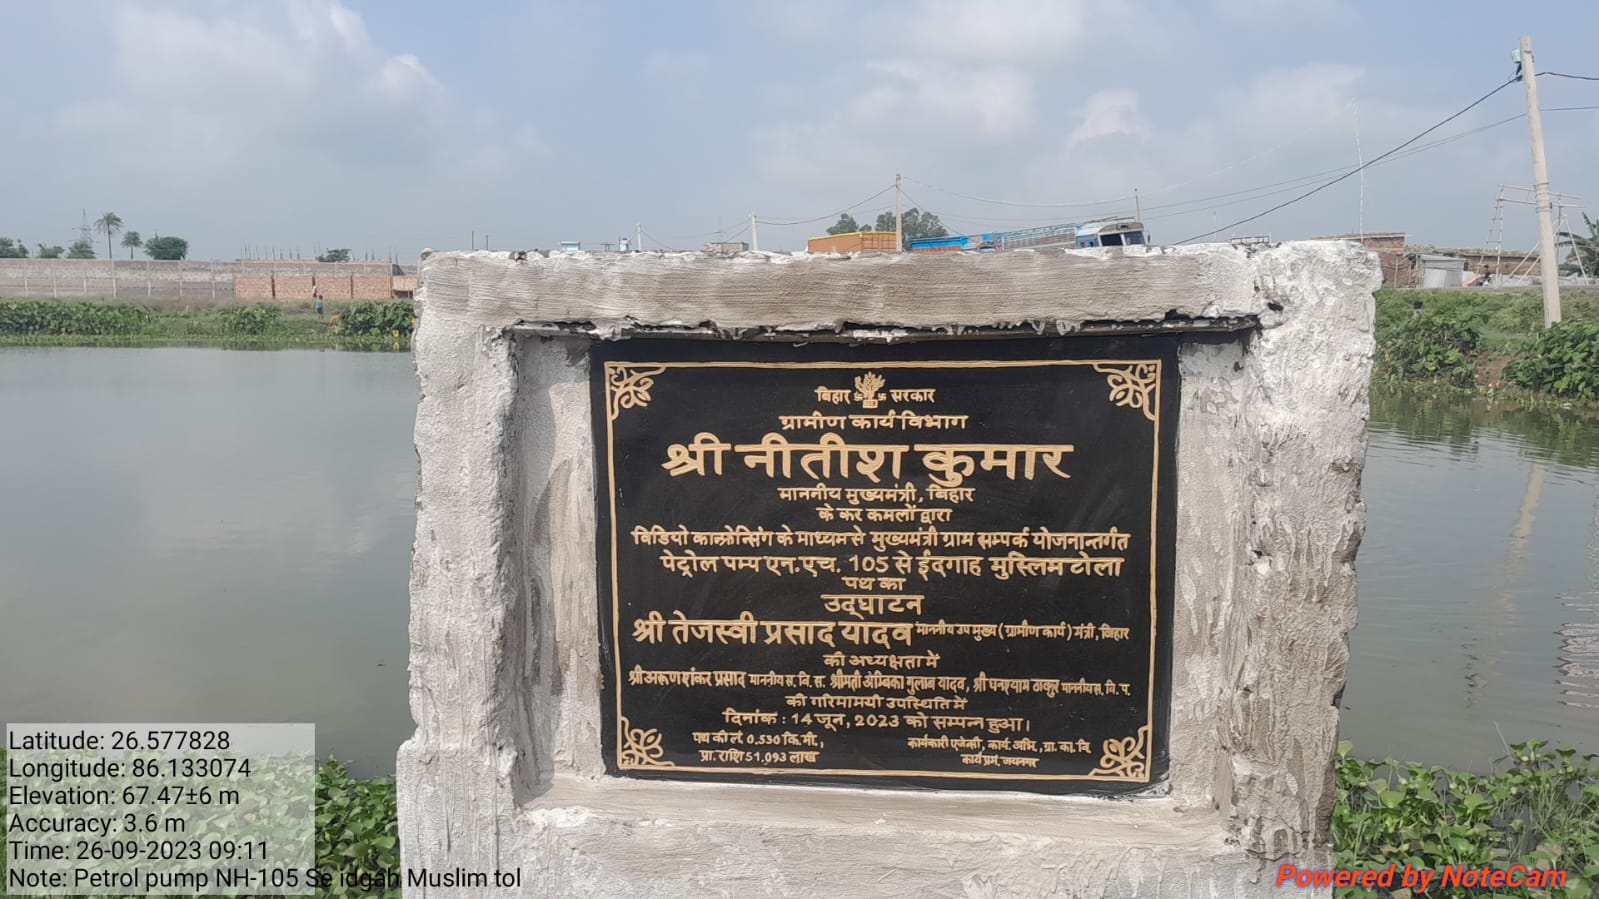 बिहार सरकार
ग्रामीण कार्य विभाग
श्री नीतीश कुमार
माननीय मुख्यमंत्री, बिहार
के कर कमलों द्वारा
विडियो कान्फ्रेन्सिंग के माध्यम से मुख्यमंत्री ग्राम सम्पर्क योजनान्तर्गत
पेट्रोल पम्प एन.एच. 105 से ईदगाह मुस्लिम टोला
पथ का
उद्घाटन
श्री तेजस्वी प्रसाद यादव माननीय उप मुख्य (ग्रामीण कार्य) मंत्री, बिहार
की अध्यक्षता में
श्री अरूण शंकर प्रसाद माननीय स. वि. स. श्रीमती अम्बिका गुलाब यादव, श्री घनश्याम ठाकुर माननीय स. वि. प.
की गरिमामयी उपस्थिति में
दिनांक : 14 जून, 2023 को सम्पन्न हुआ।
पथ की लं. 0.530 कि.मी.,
प्रा. राशि 51.093 लाख
कार्यकारी एजेन्सी, कार्य. अभि., ग्रा. का. वि.
कार्य प्रमं, जयनगर
Latitude: 26.577828
Longitude: 86.133074
Elevation: 67.47±6 m
Accuracy: 3.6 m
Time: 26-09-2023 09:11
Note: Petrol pump NH-105 Se idgah Muslim tol
Powered by NoteCam